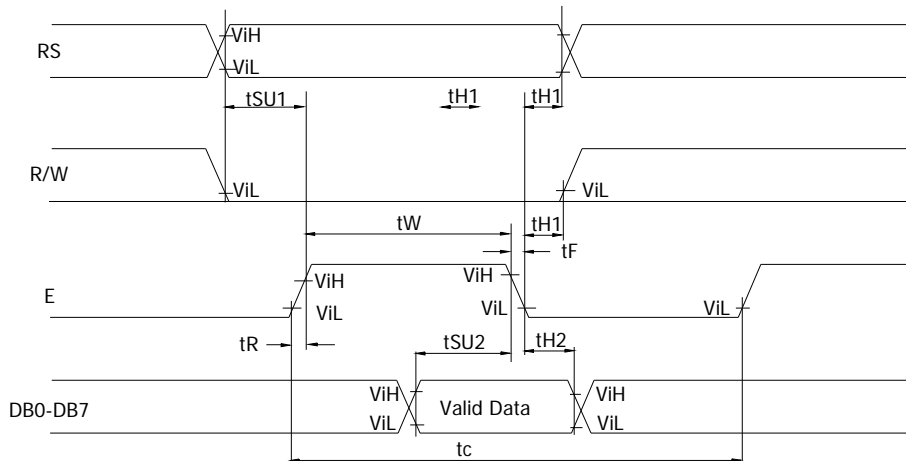 RS
ViH
ViL
tSU1
tH1
tH1
R/W
ViL
ViL
tW
tH1
tF
E
ViH
ViL
ViH
ViL
ViL
tR
tSU2
tH2
DB0-DB7
ViH
ViL
Valid Data
ViH
ViL
tc